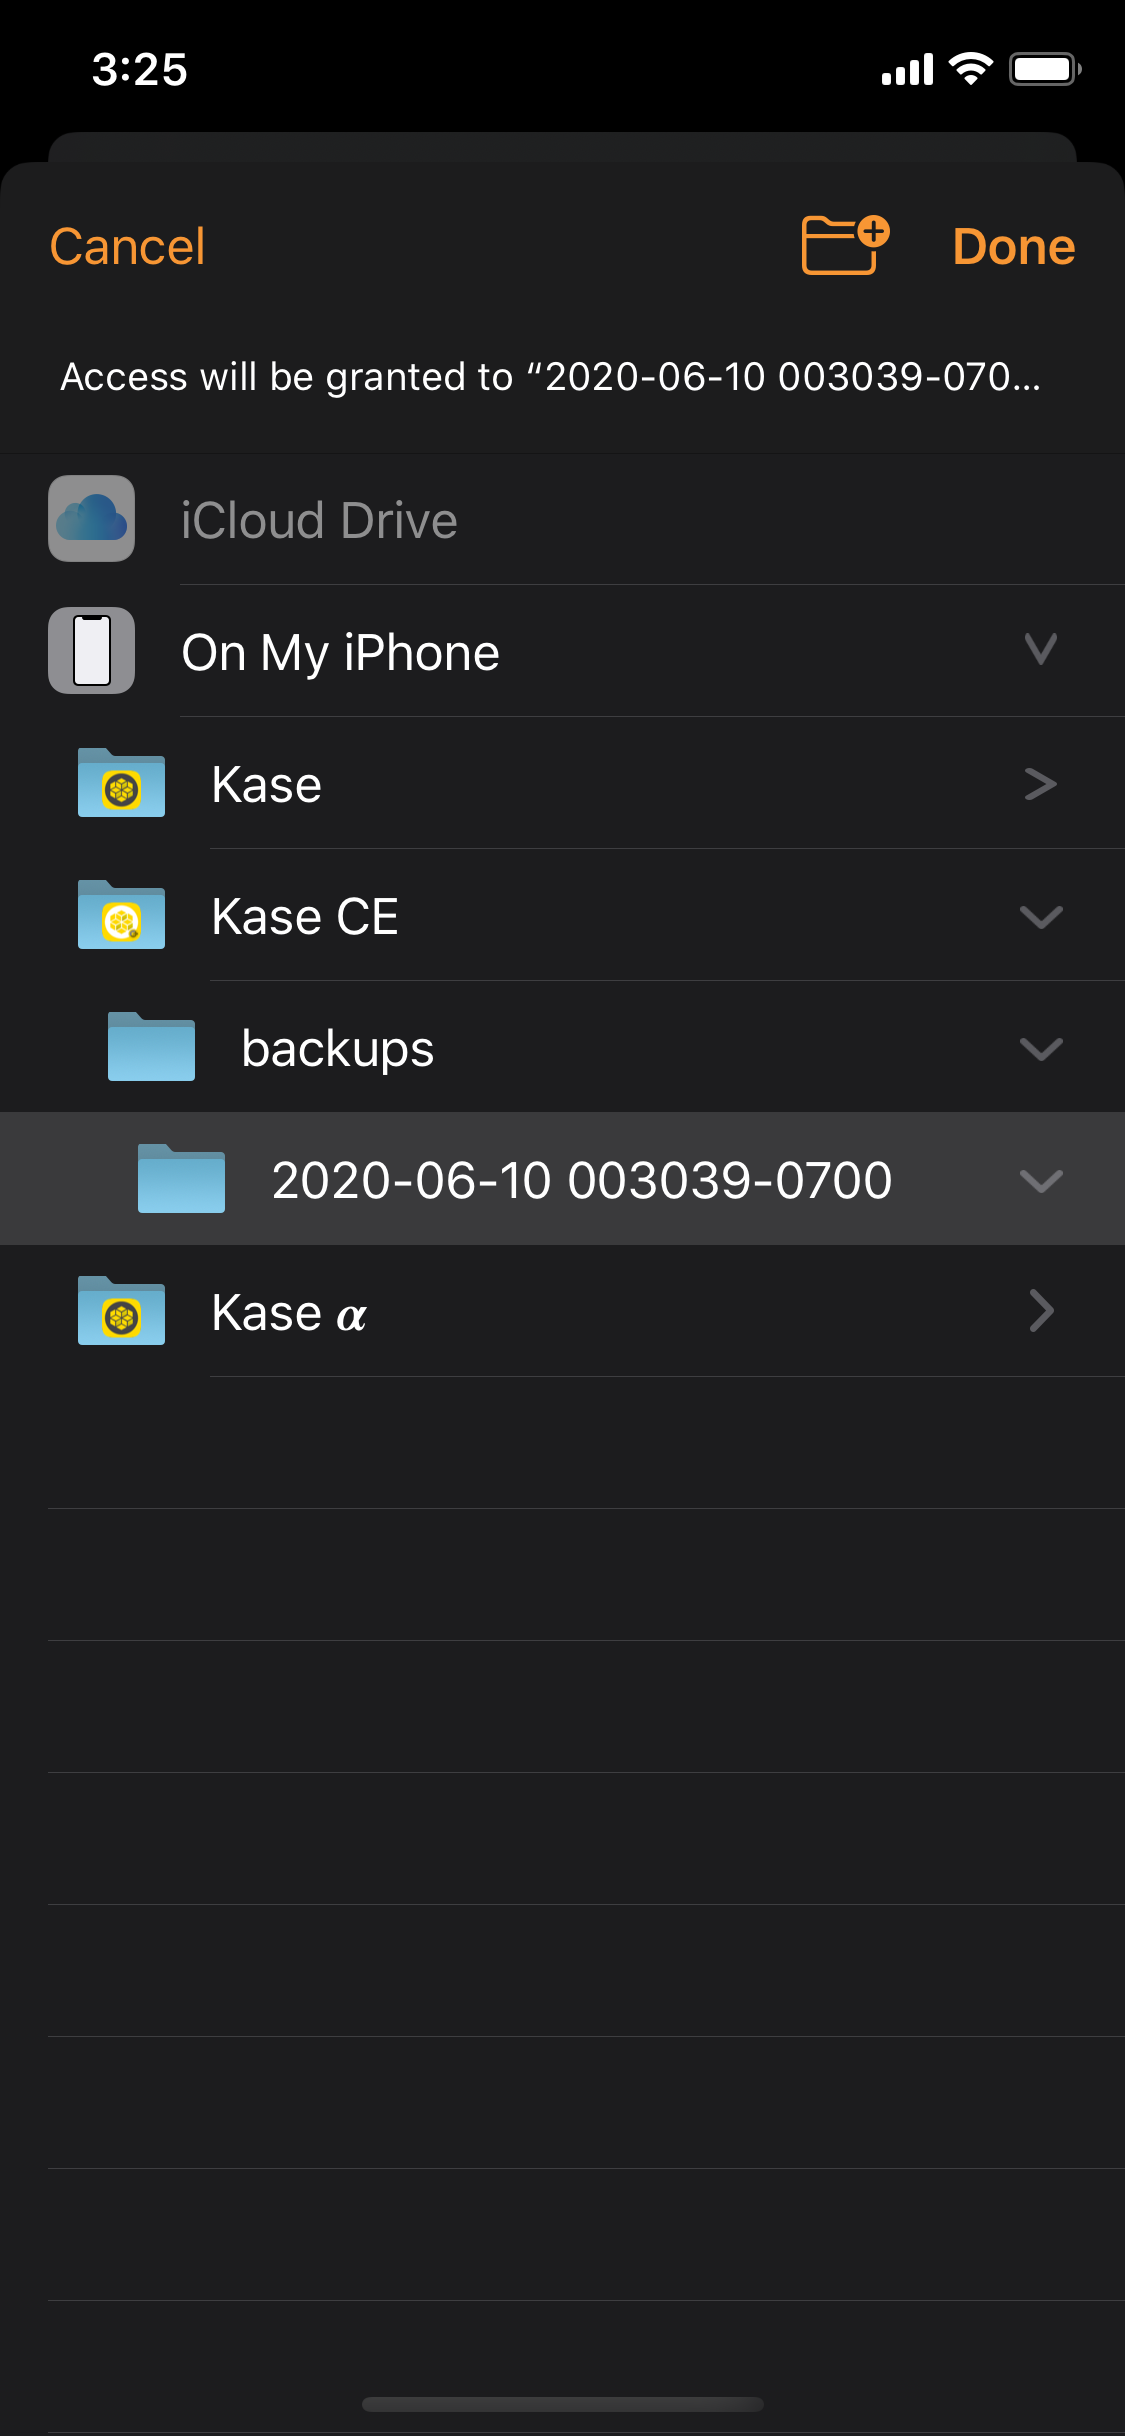 3:25
Cancel
Done
Access will be granted to “2020-06-10 003039-070...
iCloud Drive
On My iPhone
Kase
Kase CE
backups
2020-06-10 003039-0700
Kase α